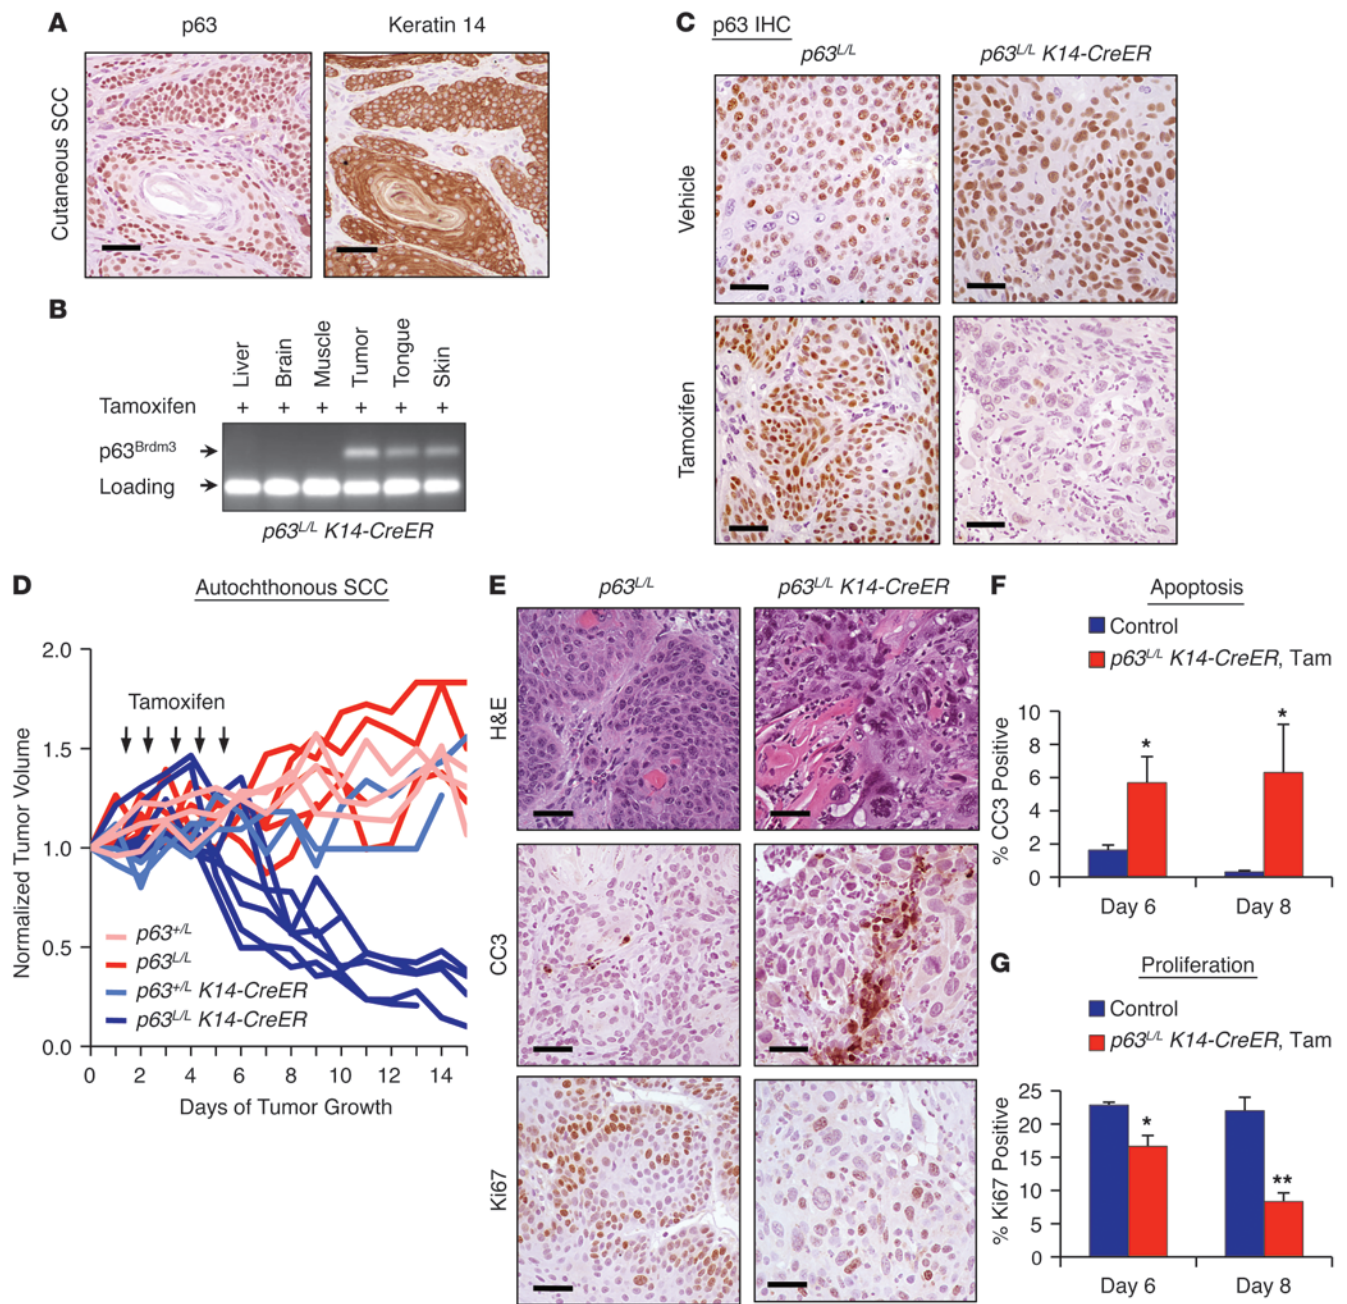 A
p63
Keratin 14
Cutaneous SCC
B
Liver
Brain
Muscle
Tumor
Tongue
Skin
Tamoxifen + + + + + +
p63Brdm3
Loading
p63L/L K14-CreER
C p63 IHC
p63L/L
p63L/L K14-CreER
Vehicle
Tamoxifen
D
Autochthonous SCC
Normalized Tumor Volume
2.0
1.5
1.0
0.5
0.0
Tamoxifen
p63+/L
p63L/L
p63+/L K14-CreER
p63L/L K14-CreER
0 2 4 6 8 10 12 14
Days of Tumor Growth
E
p63L/L
p63L/L K14-CreER
H&E
CC3
Ki67
F
Apoptosis
Control
p63L/L K14-CreER, Tam
% CC3 Positive
10
8
6
4
2
0
*
*
Day 6
Day 8
G
Proliferation
Control
p63L/L K14-CreER, Tam
% Ki67 Positive
25
20
15
10
5
0
*
**
Day 6
Day 8